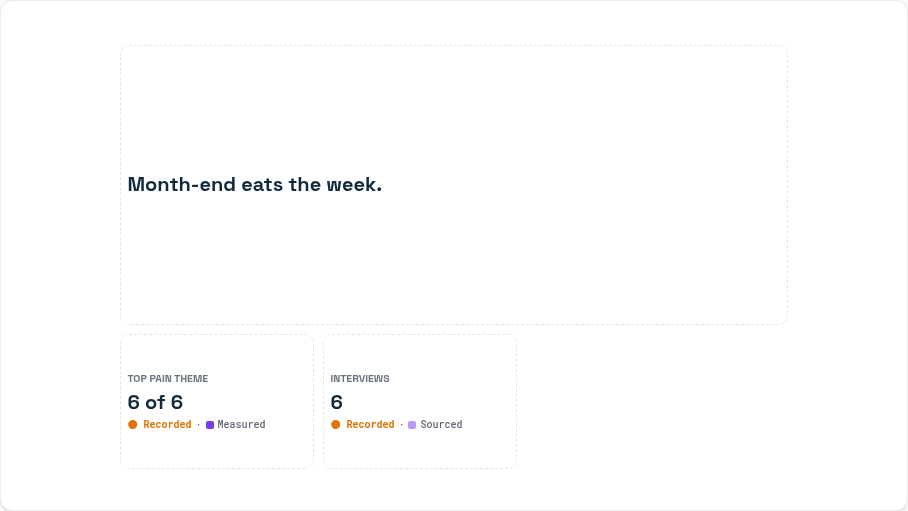 Month-end eats the week.
TOP PAIN THEME
6 of 6
Recorded · Measured
INTERVIEWS
6
Recorded · Sourced